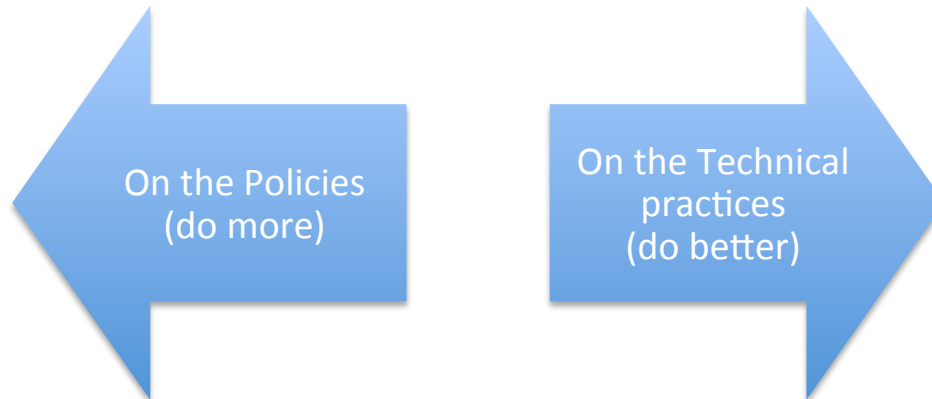 On the Policies
(do more)
On the Technical
practices
(do better)